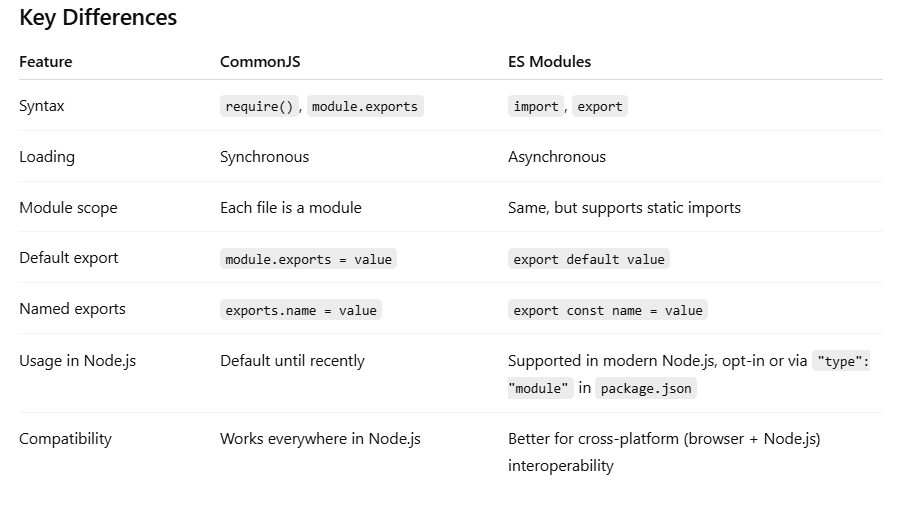 Key Differences
Feature CommonJS ES Modules
Syntax require(), module.exports import, export
Loading Synchronous Asynchronous
Module scope Each file is a module Same, but supports static imports
Default export module.exports = value export default value
Named exports exports.name = value export const name = value
Usage in Node.js Default until recently Supported in modern Node.js, opt-in or via "type":
"module" in package.json
Compatibility Works everywhere in Node.js Better for cross-platform (browser + Node.js)
interoperability